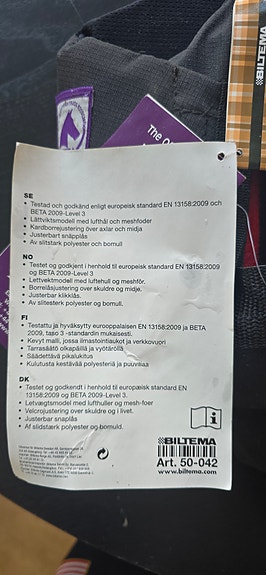 BILTEMA
The O
SE
• Testad och godkänd enligt europeisk standard EN 13158:2009 och
BETA 2009-Level 3
• Lättviktsmodell med lufthål och meshfoder
• Kardborrejustering över axlar och midja
• Justerbart snäpplås
• Av slitstark polyester och bomull
NO
• Testet og godkjent i henhold til europeisk standard EN 13158:2009
og BETA 2009-Level 3
• Lettvektmodell med luftehull og meshfôr.
• Borrelåsjustering over skuldre og midje.
• Justerbar klikklås.
• Av slitesterk polyester og bomull.
FI
• Testattu ja hyväksytty eurooppalaisen EN 13158:2009 ja BETA
2009, taso 3 -standardin mukaisesti.
• Kevyt malli, jossa ilmastointiaukot ja verkkovuori
• Tarrasäätö olkapäillä ja vyötäröllä
• Säädettävä pikalukitus
• Kulutusta kestävää polyesteriä ja puuvillaa
DK
• Testet og godkendt i henhold til europæisk standard EN
13158:2009 og BETA 2009-Level 3.
• Letvægtsmodel med lufthuller og mesh-foer
• Velcrojustering over skuldre og i livet.
• Justerbar snaplås
• Af slidstærk polyester og bomuld.
i
BILTEMA
Art. 50-042
www.biltema.com